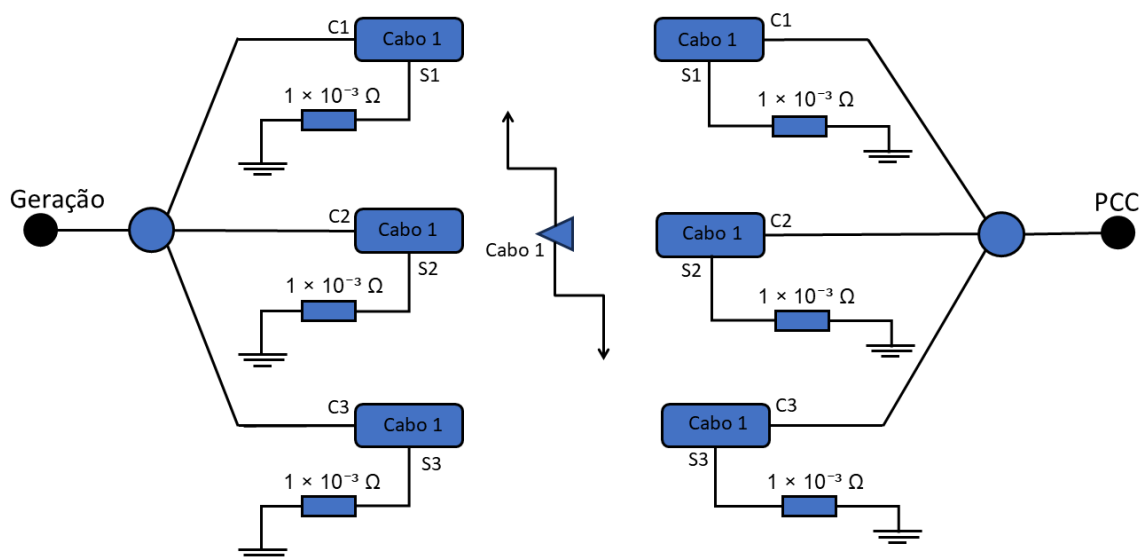 C1
Cabo 1
S1
1 × 10⁻³ Ω
Geração
C2
Cabo 1
S2
1 × 10⁻³ Ω
C3
Cabo 1
S3
1 × 10⁻³ Ω
Cabo 1
Cabo 1
C1
S1
1 × 10⁻³ Ω
PCC
Cabo 1
C2
S2
1 × 10⁻³ Ω
Cabo 1
C3
S3
1 × 10⁻³ Ω